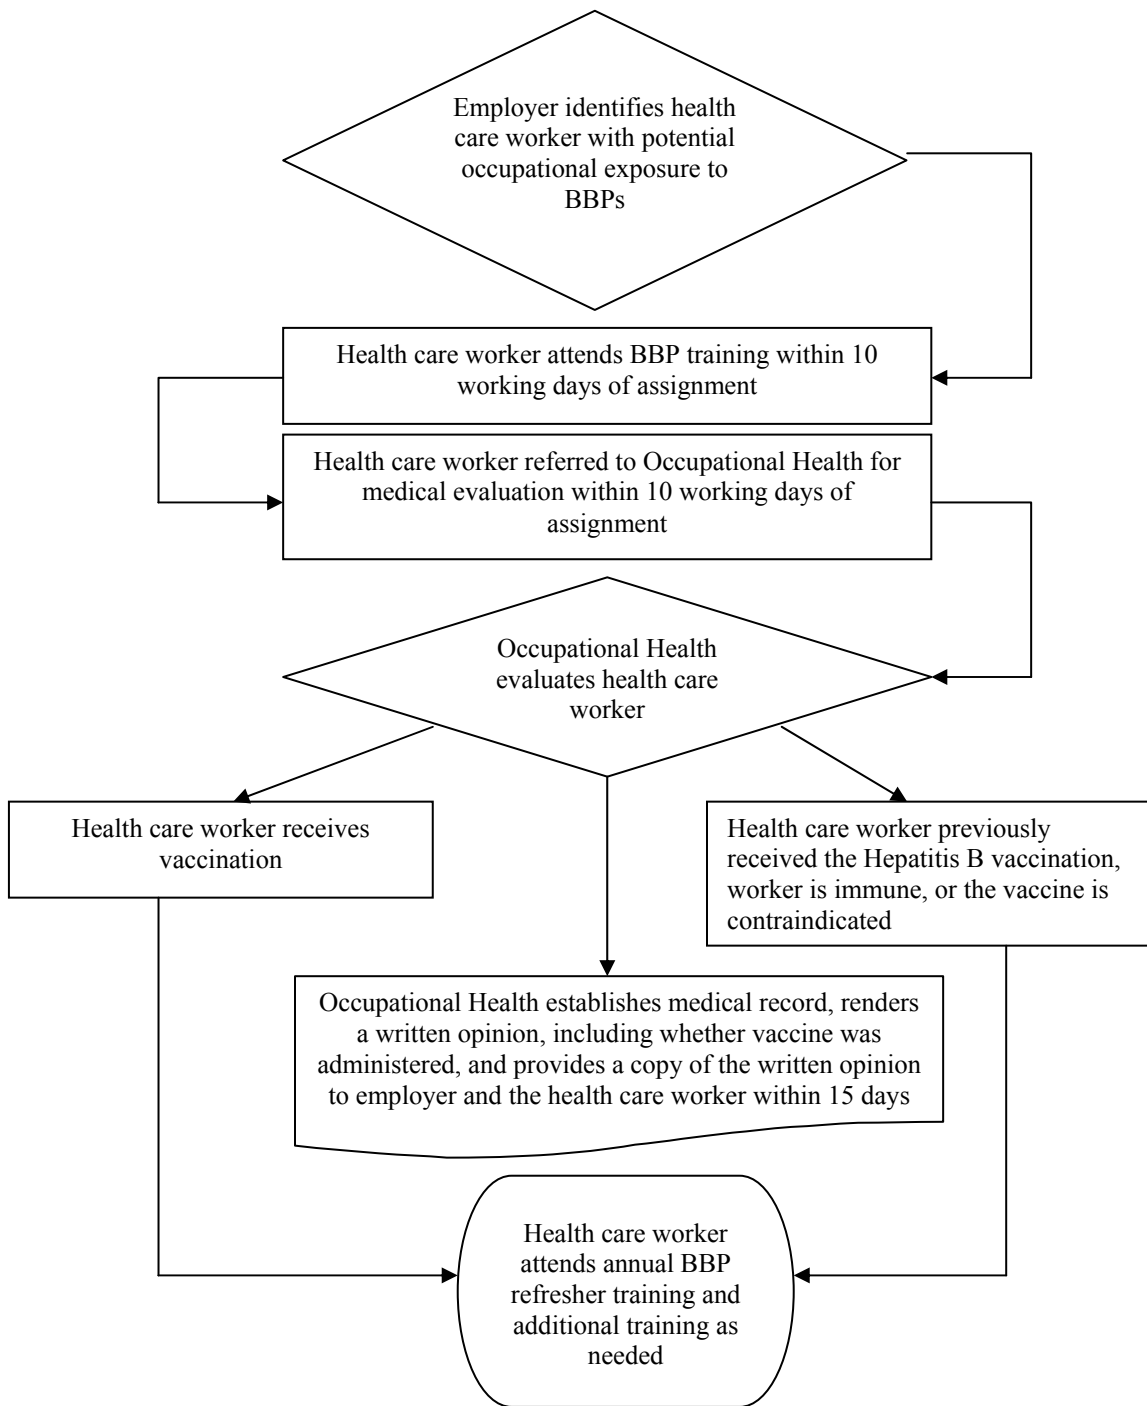 Employer identifies health
care worker with potential
occupational exposure to
BBPs
Health care worker attends BBP training within 10
working days of assignment
Health care worker referred to Occupational Health for
medical evaluation within 10 working days of
assignment
Occupational Health
evaluates health care
worker
Health care worker receives
vaccination
Health care worker previously
received the Hepatitis B vaccination,
worker is immune, or the vaccine is
contraindicated
Occupational Health establishes medical record, renders
a written opinion, including whether vaccine was
administered, and provides a copy of the written opinion
to employer and the health care worker within 15 days
Health care worker
attends annual BBP
refresher training and
additional training as
needed